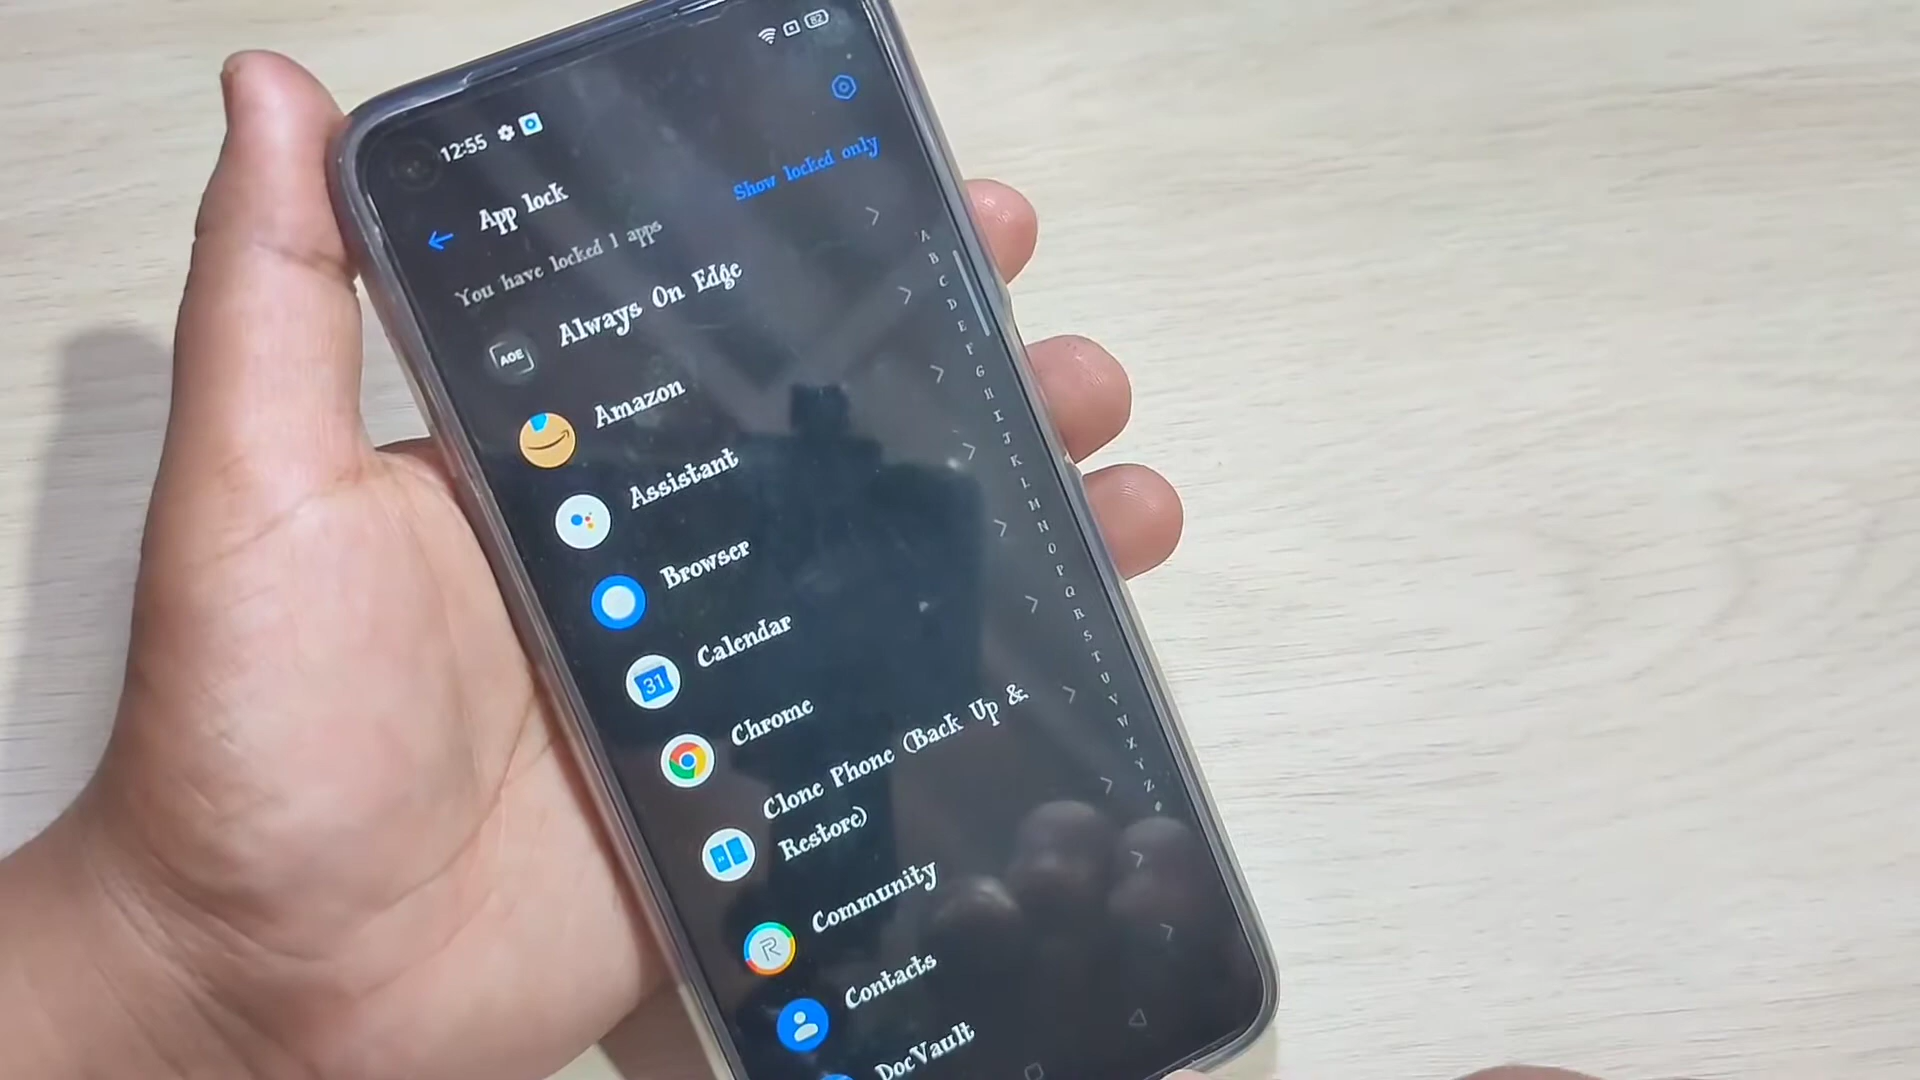 12:55
82
App lock
Show locked only
You have locked 1 apps
AOE
Always On Edge
Amazon
Assistant
Browser
31
Calendar
Chrome
Clone Phone (Back Up &
Restore)
R
Community
Contacts
DocVault
A
B
C
D
E
F
G
H
I
J
K
L
M
N
O
P
Q
R
S
T
U
V
W
X
Y
Z